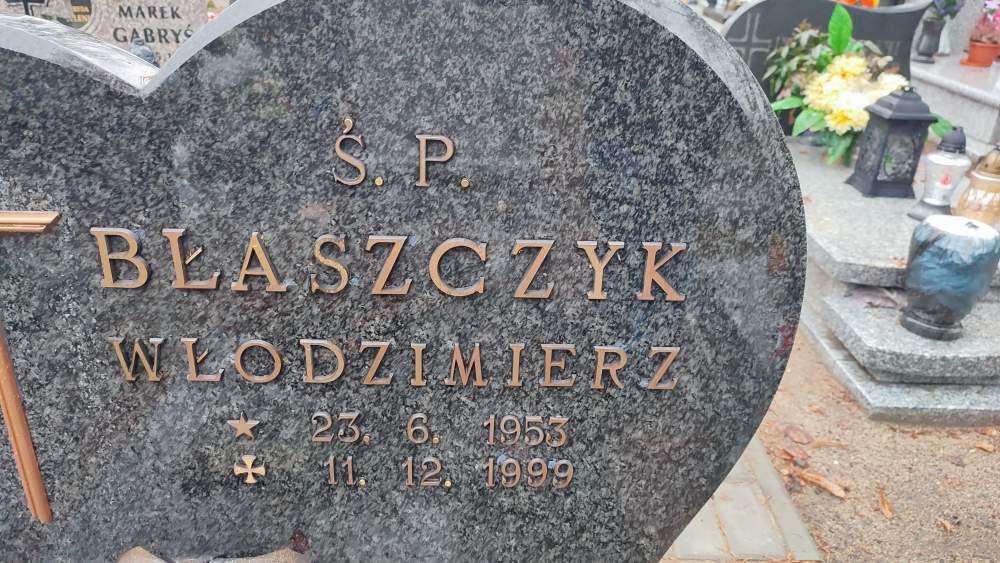 MAREK
GABRYŚ
Ś. P.
BŁASZCZYK
WŁODZIMIERZ
23. 6. 1953
11. 12. 1999